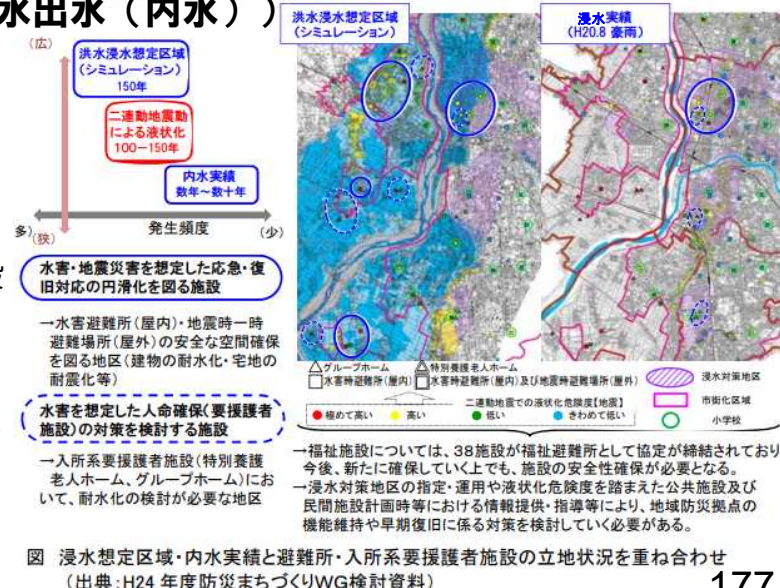 水出水(内水))
(広)
洪水浸水想定区域
(シミュレーション)
150年
二連動地震動
による液状化
100-150年
内水実績
数年～数十年
多)
(狭)
発生頻度
(少)
水害・地震災害を想定した応急・復
旧対応の円滑化を図る施設
→水害避難所(屋内)・地震時一時
避難場所(屋外)の安全な空間確保
を図る地区(建物の耐水化・宅地の
耐震化等)
水害を想定した人命確保(要援護者
施設)の対策を検討する施設
→入所系要援護者施設(特別養護
老人ホーム、グループホーム)にお
いて、耐水化の検討が必要な地区
洪水浸水想定区域
(シミュレーション)
浸水実績
(H20.8 豪雨)
△グループホーム
△特別養護老人ホーム
□水害時避難所(屋内)
□水害時避難所(屋内)及び地震時避難場所(屋外)
二連動地震での液状化危険度【地震】
●極めて高い
●高い
●低い
●きわめて低い
浸水対策地区
市街化区域
小学校
→福祉施設については、38施設が福祉避難所として協定が締結されており
今後、新たに確保していく上でも、施設の安全性確保が必要となる。
→浸水対策地区の指定・運用や液状化危険度を踏まえた公共施設及び
民間施設計画時等における情報提供・指導等により、地域防災拠点の
機能維持や早期復旧に係る対策を検討していく必要がある。
図 浸水想定区域・内水実績と避難所・入所系要援護者施設の立地状況を重ね合わせ
(出典:H24 年度防災まちづくりWG検討資料)
177